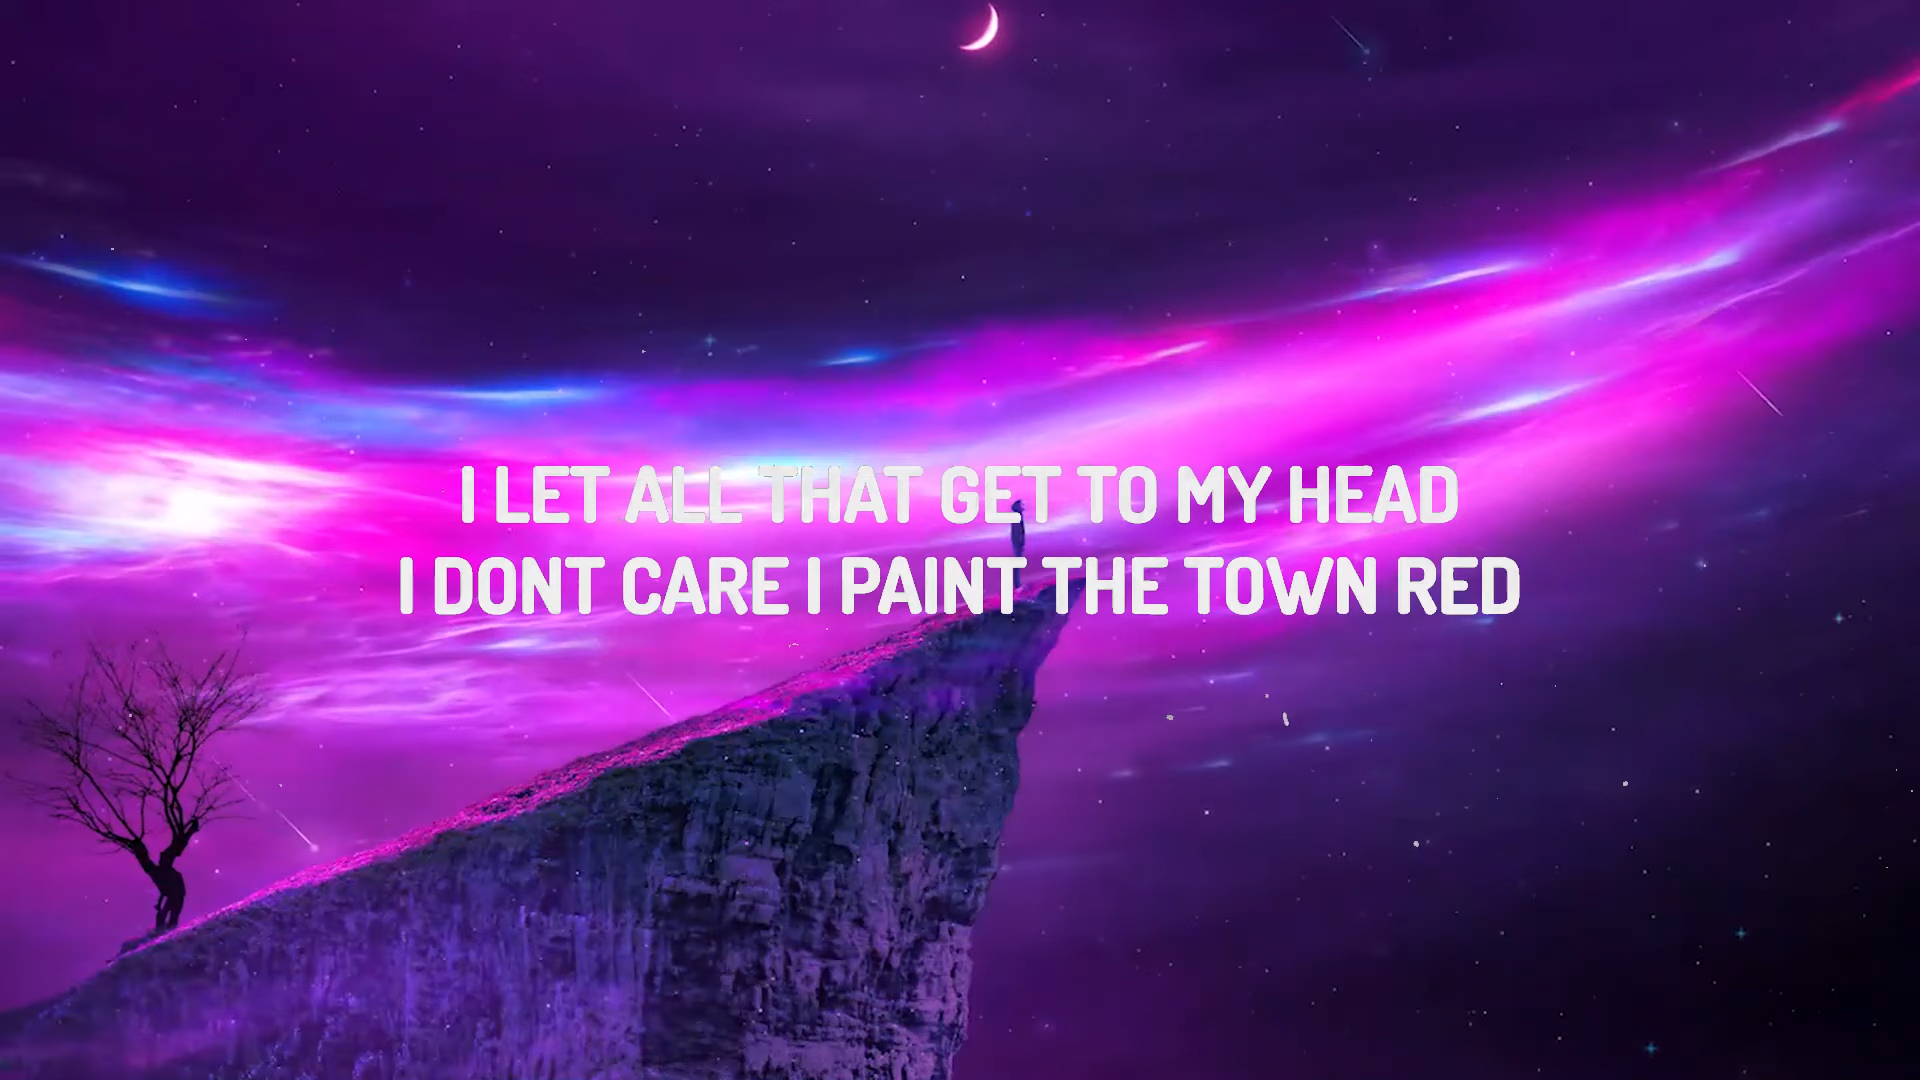 I LET ALL THAT GET TO MY HEAD
I DONT CARE I PAINT THE TOWN RED